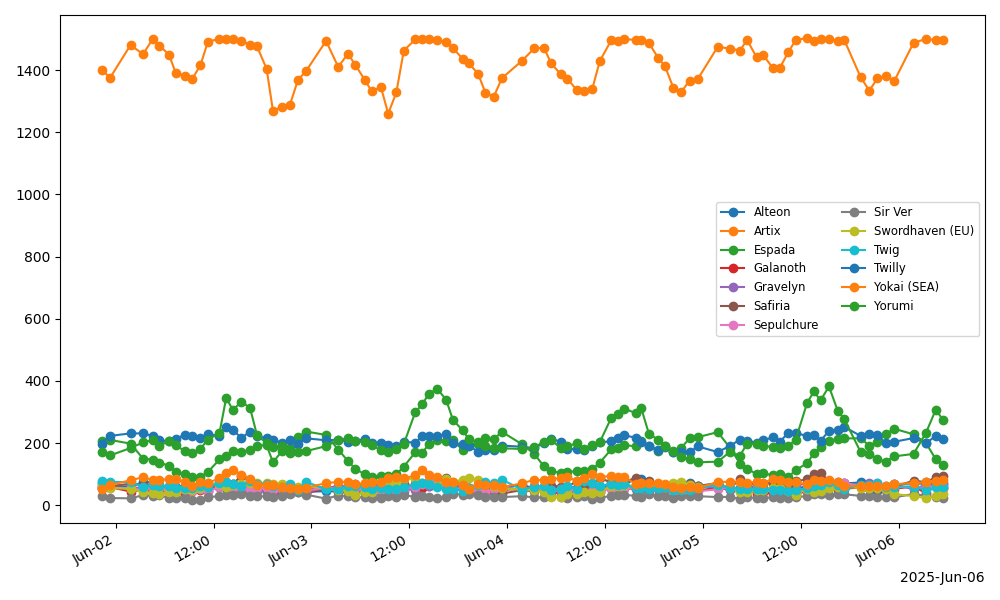 1400
1200
1000
800
600
400
200
0
Alteon
Artix
Espada
Galanoth
Gravelyn
Safiria
Sepulchure
Sir Ver
Swordhaven (EU)
Twig
Twilly
Yokai (SEA)
Yorumi
Jun-02
12:00
Jun-03
12:00
Jun-04
12:00
Jun-05
12:00
Jun-06
2025-Jun-06